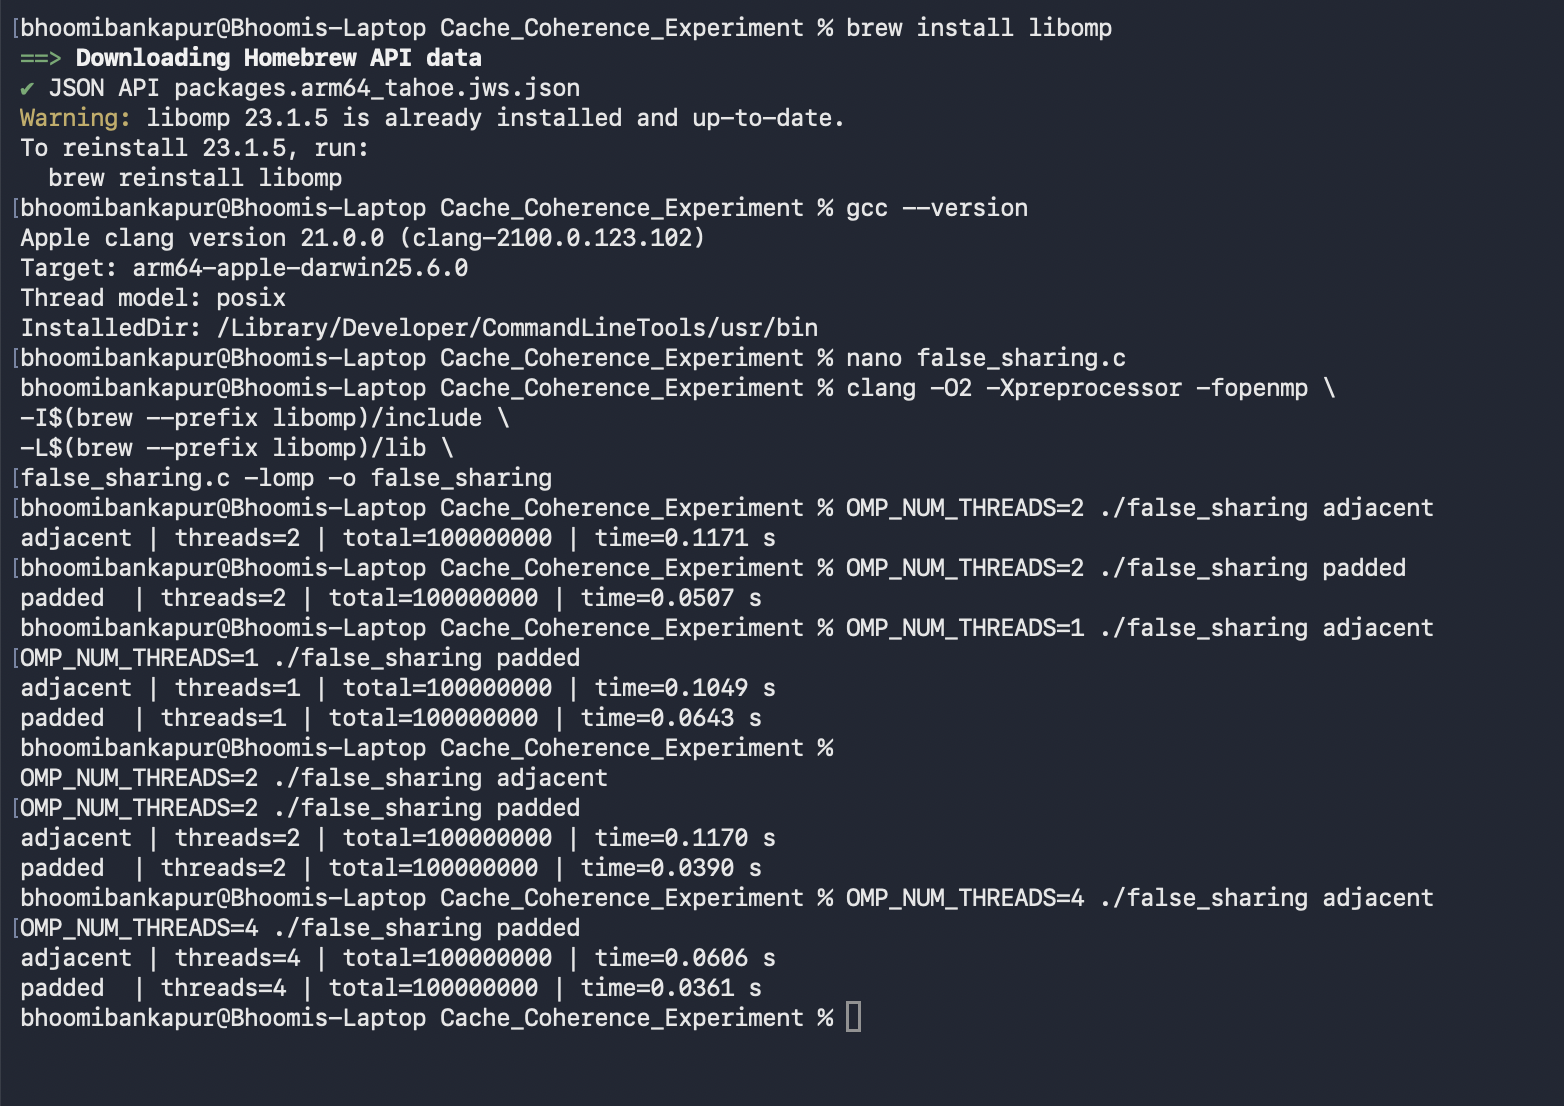 [bhoomibankapur@Bhoomis-Laptop Cache_Coherence_Experiment % brew install libomp
==> Downloading Homebrew API data
✔ JSON API packages.arm64_tahoe.jws.json
Warning: libomp 23.1.5 is already installed and up-to-date.
To reinstall 23.1.5, run:
  brew reinstall libomp
[bhoomibankapur@Bhoomis-Laptop Cache_Coherence_Experiment % gcc --version
Apple clang version 21.0.0 (clang-2100.0.123.102)
Target: arm64-apple-darwin25.6.0
Thread model: posix
InstalledDir: /Library/Developer/CommandLineTools/usr/bin
[bhoomibankapur@Bhoomis-Laptop Cache_Coherence_Experiment % nano false_sharing.c
bhoomibankapur@Bhoomis-Laptop Cache_Coherence_Experiment % clang -O2 -Xpreprocessor -fopenmp \
-I$(brew --prefix libomp)/include \
-L$(brew --prefix libomp)/lib \
[false_sharing.c -lomp -o false_sharing
[bhoomibankapur@Bhoomis-Laptop Cache_Coherence_Experiment % OMP_NUM_THREADS=2 ./false_sharing adjacent
adjacent | threads=2 | total=100000000 | time=0.1171 s
[bhoomibankapur@Bhoomis-Laptop Cache_Coherence_Experiment % OMP_NUM_THREADS=2 ./false_sharing padded
padded  | threads=2 | total=100000000 | time=0.0507 s
bhoomibankapur@Bhoomis-Laptop Cache_Coherence_Experiment % OMP_NUM_THREADS=1 ./false_sharing adjacent
[OMP_NUM_THREADS=1 ./false_sharing padded
adjacent | threads=1 | total=100000000 | time=0.1049 s
padded  | threads=1 | total=100000000 | time=0.0643 s
bhoomibankapur@Bhoomis-Laptop Cache_Coherence_Experiment %
OMP_NUM_THREADS=2 ./false_sharing adjacent
[OMP_NUM_THREADS=2 ./false_sharing padded
adjacent | threads=2 | total=100000000 | time=0.1170 s
padded  | threads=2 | total=100000000 | time=0.0390 s
bhoomibankapur@Bhoomis-Laptop Cache_Coherence_Experiment % OMP_NUM_THREADS=4 ./false_sharing adjacent
[OMP_NUM_THREADS=4 ./false_sharing padded
adjacent | threads=4 | total=100000000 | time=0.0606 s
padded  | threads=4 | total=100000000 | time=0.0361 s
bhoomibankapur@Bhoomis-Laptop Cache_Coherence_Experiment %